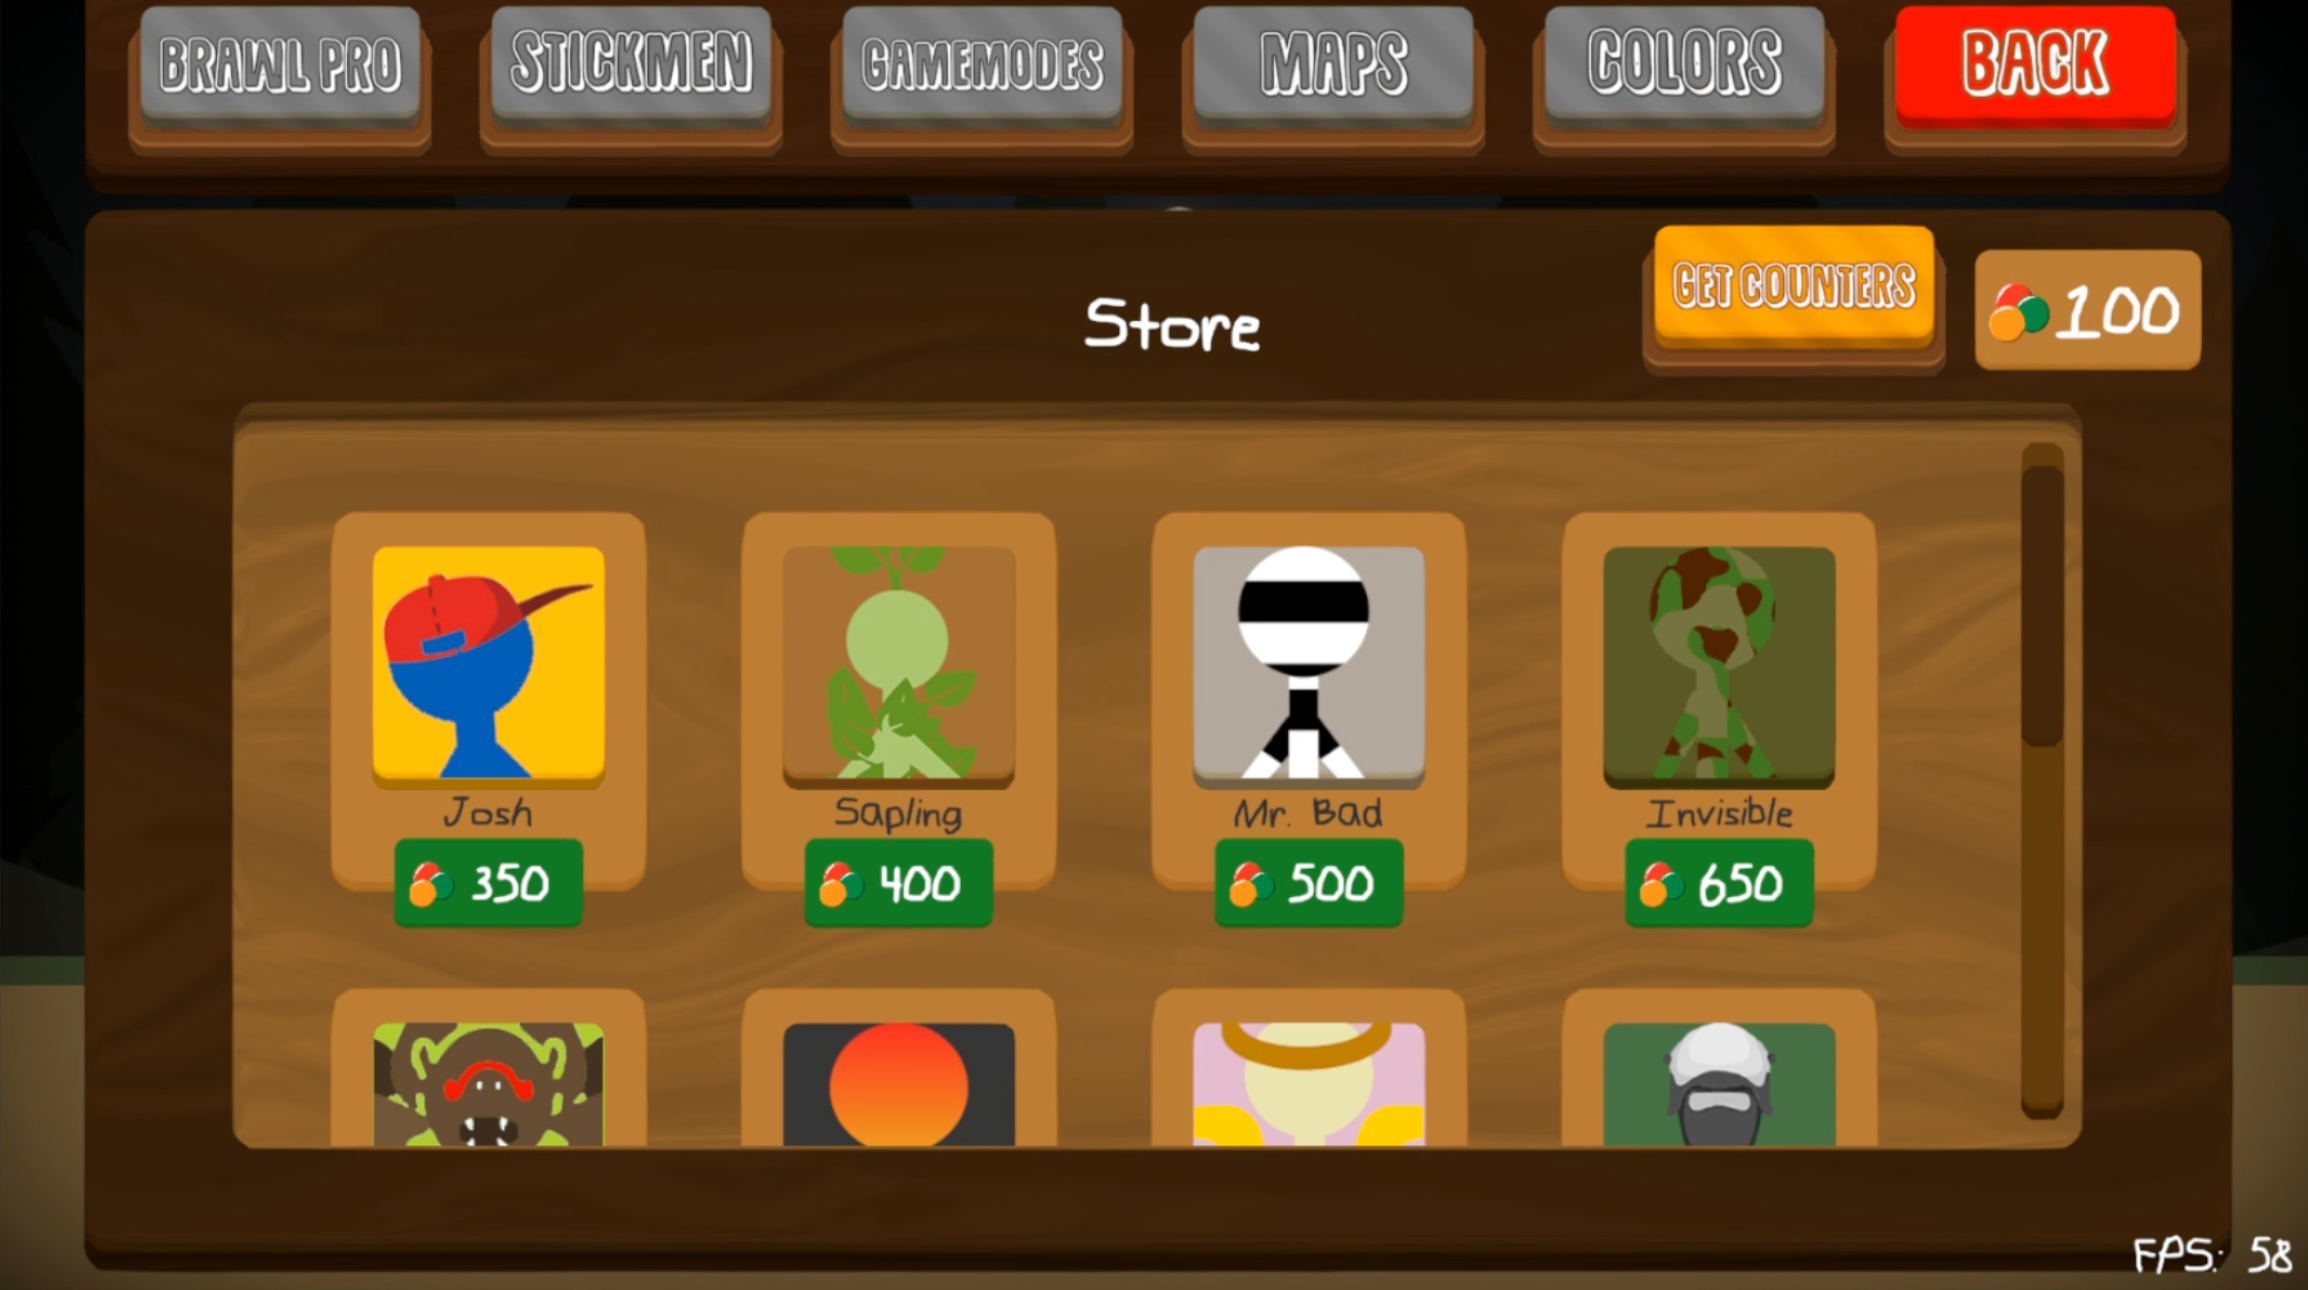 BRAWL PRO
STICKMEN
GAMEMODES
MAPS
COLORS
BACK
GET COUNTERS
100
Store
Josh
Sapling
Mr. Bad
Invisible
350
400
500
650
FPS: 58